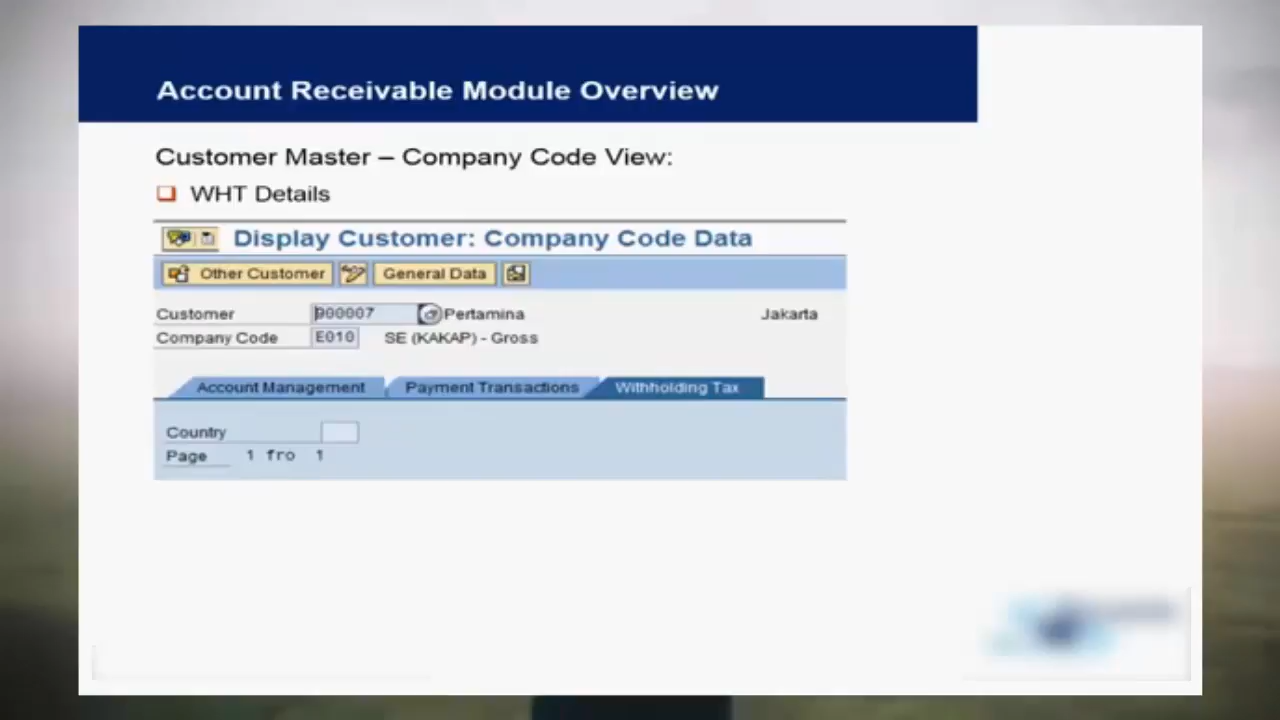 Account Receivable Module Overview
Customer Master – Company Code View:
WHT Details
Display Customer: Company Code Data
Other Customer General Data
Customer 900007 Pertamina Jakarta
Company Code E010 SE (KAKAP) - Gross
Account Management Payment Transactions Withholding Tax
Country
Page 1 fro 1